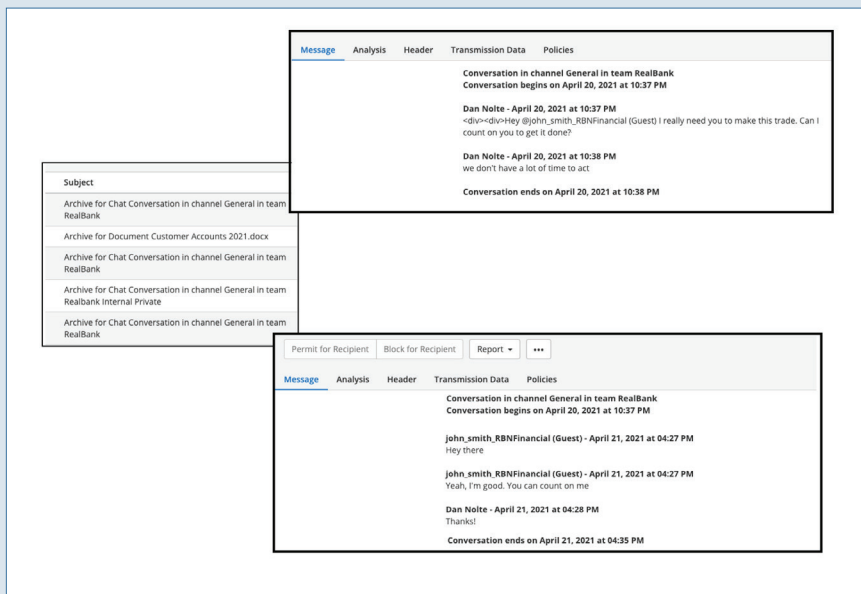 Message Analysis Header Transmission Data Policies
Conversation in channel General in team RealBank
Conversation begins on April 20, 2021 at 10:37 PM
Dan Nolte - April 20, 2021 at 10:37 PM
<div><div>Hey @john_smith_RBNFinancial (Guest) I really need you to make this trade. Can I
count on you to get it done?
Dan Nolte - April 20, 2021 at 10:38 PM
we don't have a lot of time to act
Conversation ends on April 20, 2021 at 10:38 PM
Subject
Archive for Chat Conversation in channel General in team
RealBank
Archive for Document Customer Accounts 2021.docx
Archive for Chat Conversation in channel General in team
RealBank
Archive for Chat Conversation in channel General in team
Realbank Internal Private
Archive for Chat Conversation in channel General in team
RealBank
Permit for Recipient Block for Recipient Report •••
Message Analysis Header Transmission Data Policies
Conversation in channel General in team RealBank
Conversation begins on April 20, 2021 at 10:37 PM
john_smith_RBNFinancial (Guest) - April 21, 2021 at 04:27 PM
Hey there
john_smith_RBNFinancial (Guest) - April 21, 2021 at 04:27 PM
Yeah, I'm good. You can count on me
Dan Nolte - April 21, 2021 at 04:28 PM
Thanks!
Conversation ends on April 21, 2021 at 04:35 PM